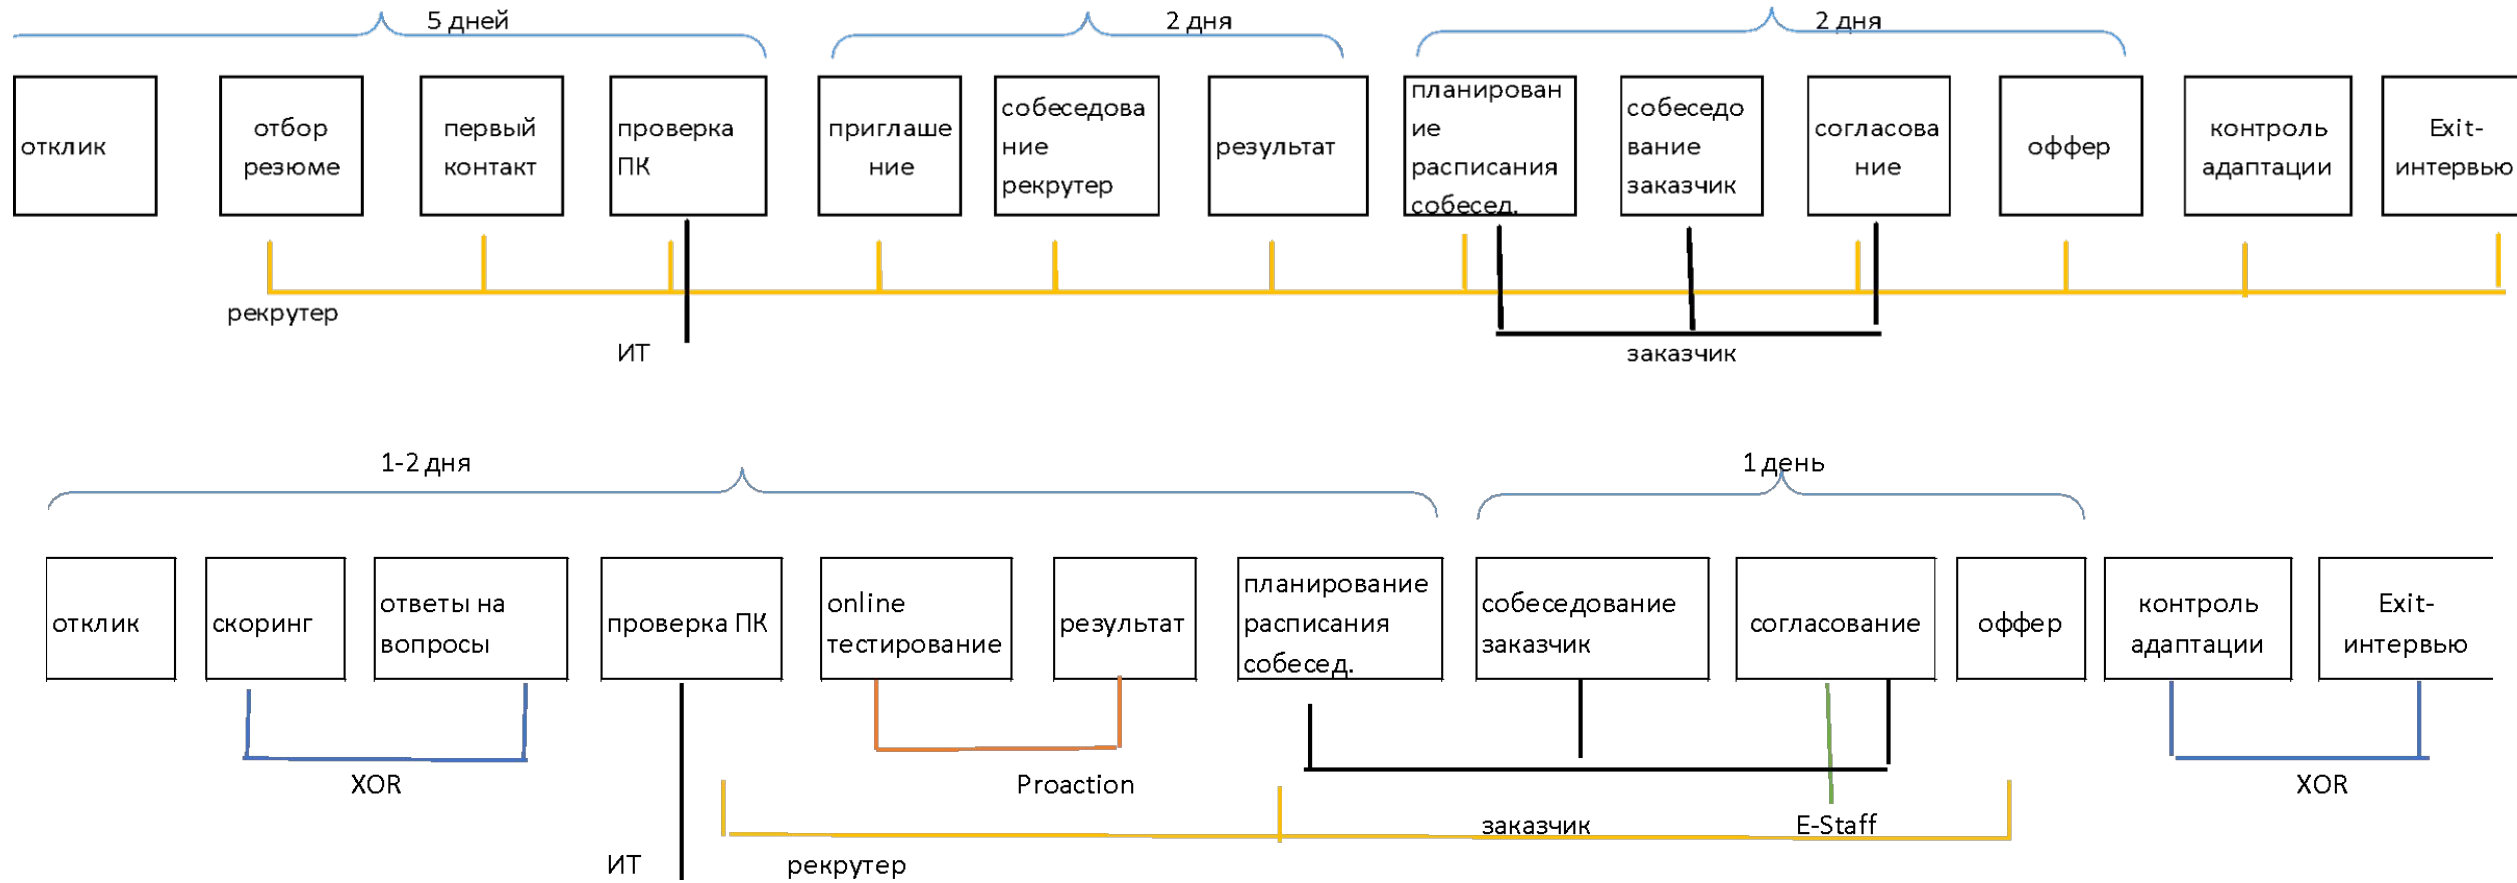 5 дней
2 дня
2 дня
отклик
отбор
резюме
первый
контакт
проверка
ПК
приглаше
ние
собеседова
ние
рекрутер
результат
планирован
ие
расписания
собесед.
собеседо
вание
заказчик
согласова
ние
оффер
контроль
адаптации
Exit-
интервью
рекрутер
ИТ
заказчик
1-2 дня
1 день
отклик
скоринг
ответы на
вопросы
проверка ПК
online
тестирование
результат
планирование
расписания
собесед.
собеседование
заказчик
согласование
оффер
контроль
адаптации
Exit-
интервью
XOR
Proaction
XOR
заказчик
E-Staff
ИТ
рекрутер